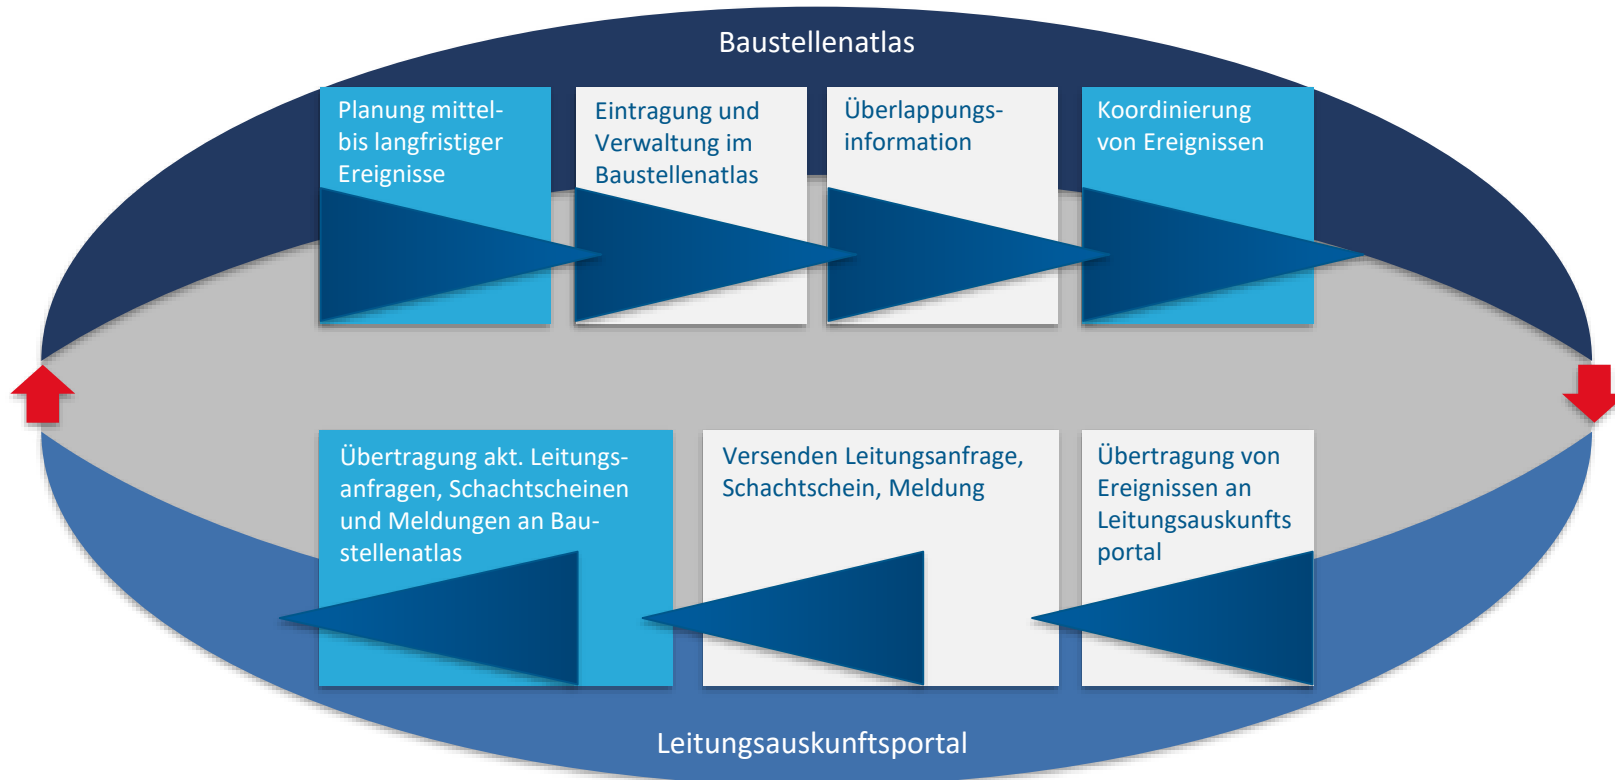 Baustellenatlas
Planung mittel-
bis langfristiger
Ereignisse
Eintragung und
Verwaltung im
Baustellenatlas
Überlappungs-
information
Koordinierung
von Ereignissen
Übertragung akt. Leitungs-
anfragen, Schachtscheinen
und Meldungen an Bau-
stellenatlas
Versenden Leitungsanfrage,
Schachtschein, Meldung
Übertragung von
Ereignissen an
Leitungsauskunfts
portal
Leitungsauskunftsportal